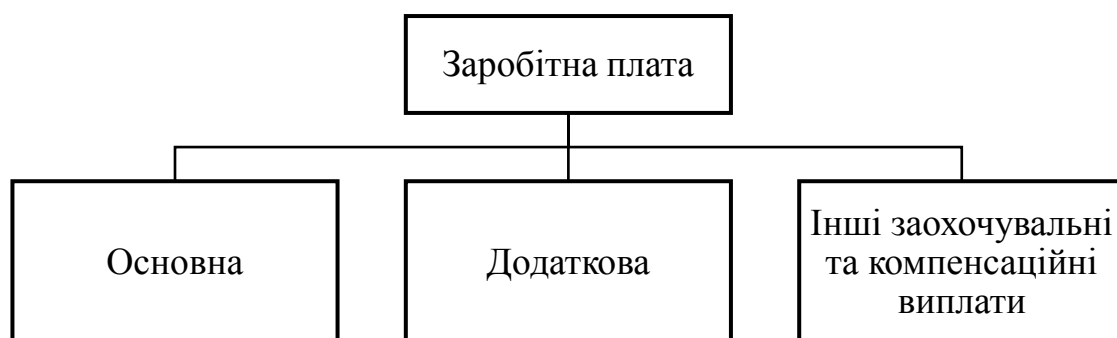 Заробітна плата
Основна
Додаткова
Інші заохочувальні
та компенсаційні
виплати